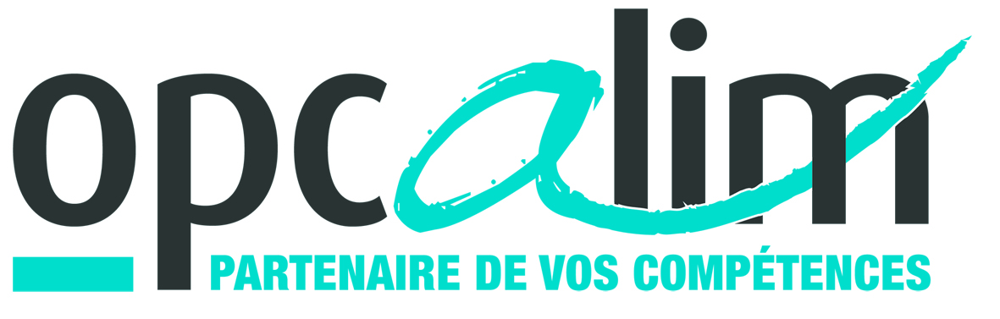 opcalim
PARTENAIRE DE VOS COMPÉTENCES